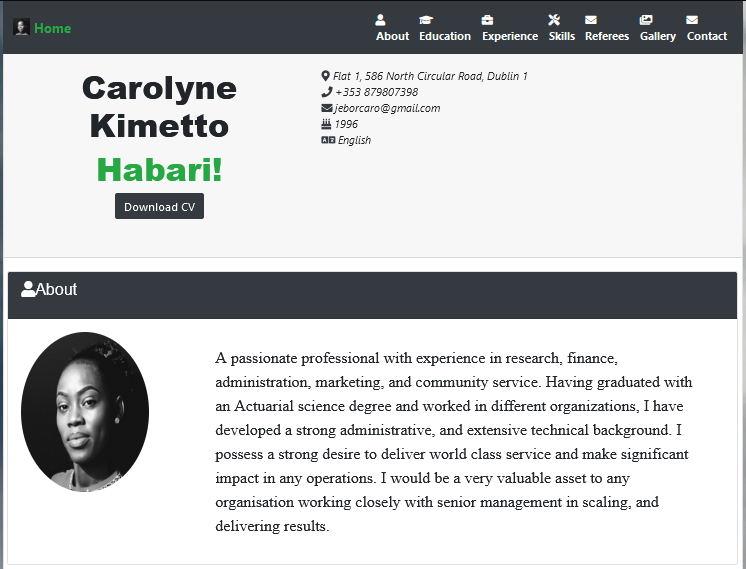 Home
About Education Experience Skills Referees Gallery Contact
Carolyne
Kimetto
Habari!
Download CV
Flat 1, 586 North Circular Road, Dublin 1
+353 879807398
jeborcaro@gmail.com
1996
English
About
A passionate professional with experience in research, finance,
administration, marketing, and community service. Having graduated with
an Actuarial science degree and worked in different organizations, I have
developed a strong administrative, and extensive technical background. I
possess a strong desire to deliver world class service and make significant
impact in any operations. I would be a very valuable asset to any
organisation working closely with senior management in scaling, and
delivering results.